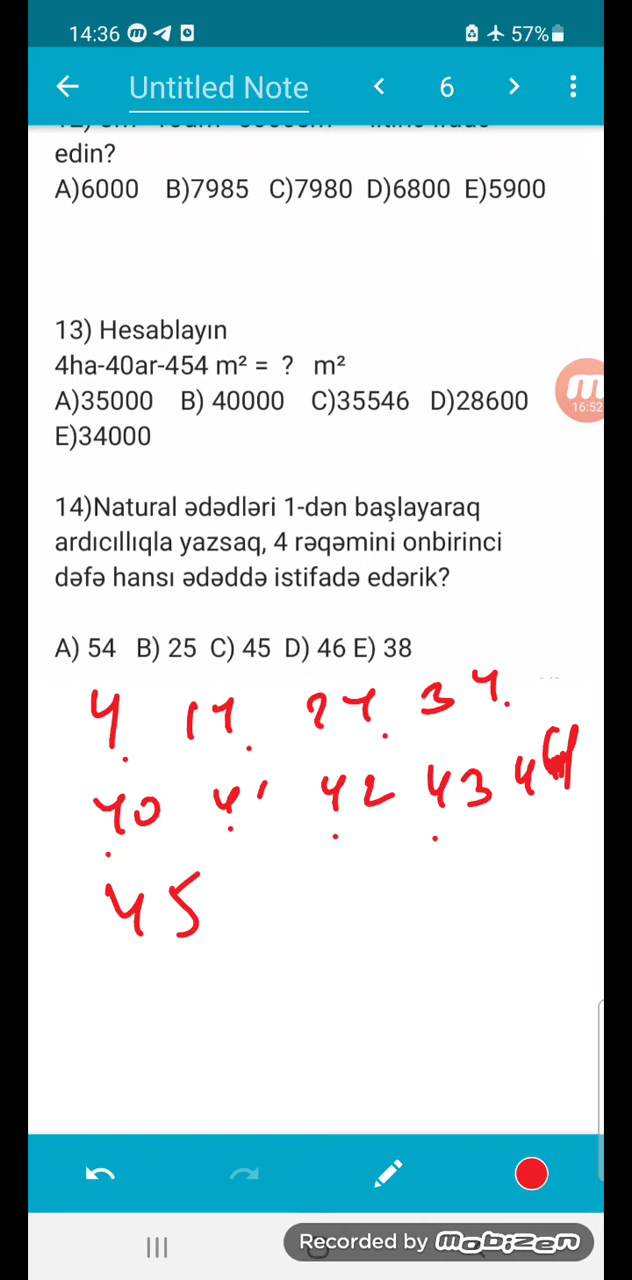 14:36 57%
Untitled Note < 6 >
edin?
A)6000 B)7985 C)7980 D)6800 E)5900
13) Hesablayın
4ha-40ar-454 m² = ? m²
A)35000 B) 40000 C)35546 D)28600
E)34000
16:52
14)Natural ədədləri 1-dən başlayaraq
ardıcıllıqla yazsaq, 4 rəqəmini onbirinci
dəfə hansı ədəddə istifadə edərik?
A) 54 B) 25 C) 45 D) 46 E) 38
4 14 24 34
40 41 42 43 44
45
Recorded by mobizen